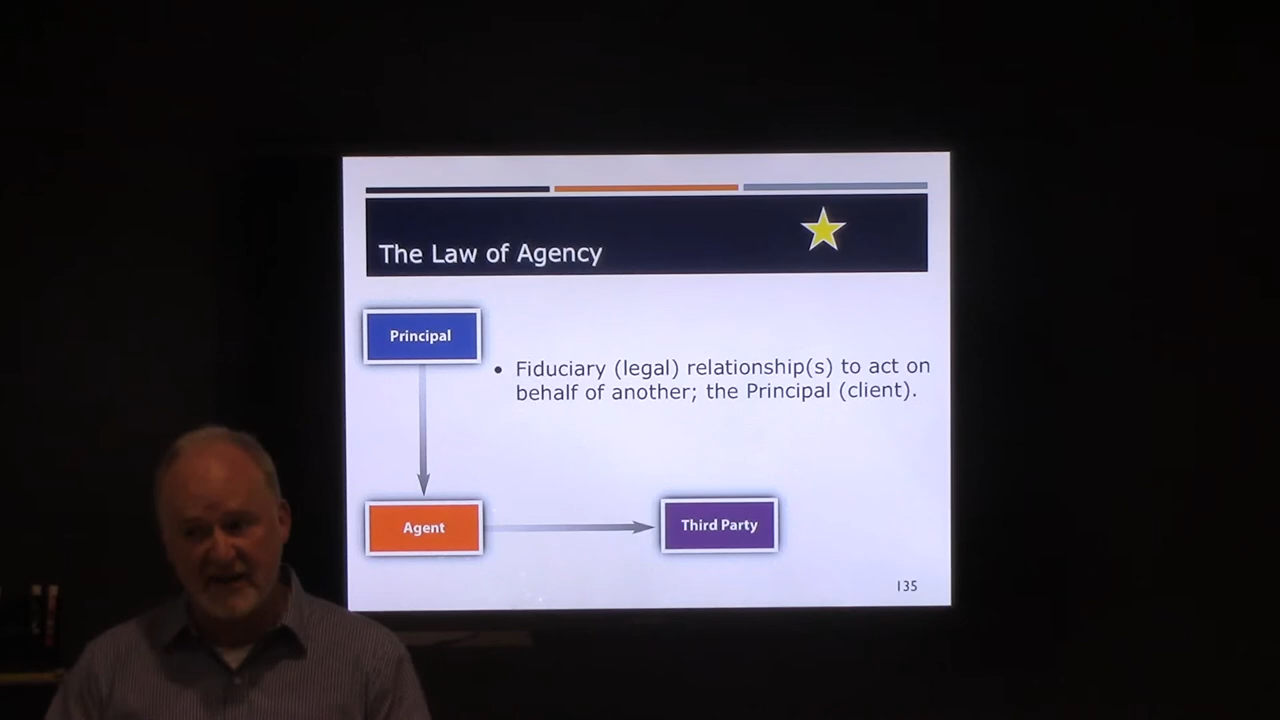 The Law of Agency
Principal
• Fiduciary (legal) relationship(s) to act on
behalf of another; the Principal (client).
Agent
Third Party
135